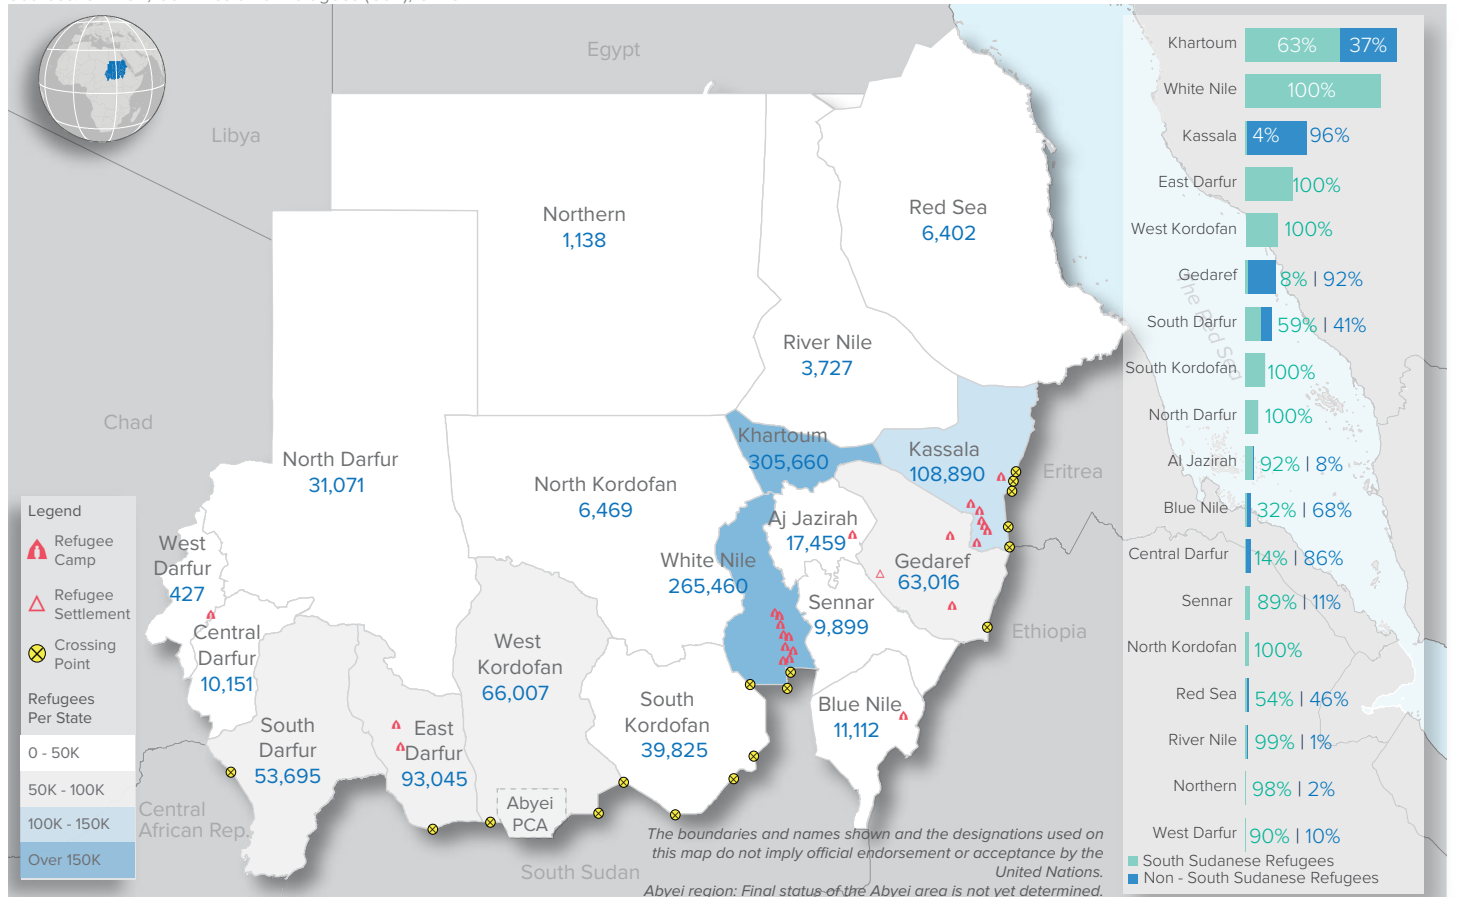 Egypt
Libya
Chad
Northern
1,138
Red Sea
6,402
River Nile
3,727
Khartoum
305,660
Kassala
108,890
Eritrea
North Darfur
31,071
North Kordofan
6,469
Aj Jazirah
17,459
Gedaref
63,016
West
Darfur
427
White Nile
265,460
Sennar
9,899
Ethiopia
Central
Darfur
10,151
West
Kordofan
66,007
South
Kordofan
39,825
Blue Nile
11,112
South
Darfur
53,695
East
Darfur
93,045
Abyei
PCA
Central
African Rep.
South Sudan
The Red Sea
Legend
Refugee
Camp
Refugee
Settlement
Crossing
Point
Refugees
Per State
0 - 50K
50K - 100K
100K - 150K
Over 150K
The boundaries and names shown and the designations used on
this map do not imply official endorsement or acceptance by the
United Nations.
Abyei region: Final status of the Abyei area is not yet determined.
Khartoum 63% 37%
White Nile 100%
Kassala 4% 96%
East Darfur 100%
West Kordofan 100%
Gedaref 8% | 92%
South Darfur 59% | 41%
South Kordofan 100%
North Darfur 100%
Al Jazirah 92% | 8%
Blue Nile 32% | 68%
Central Darfur 14% | 86%
Sennar 89% | 11%
North Kordofan 100%
Red Sea 54% | 46%
River Nile 99% | 1%
Northern 98% | 2%
West Darfur 90% | 10%
South Sudanese Refugees
Non - South Sudanese Refugees